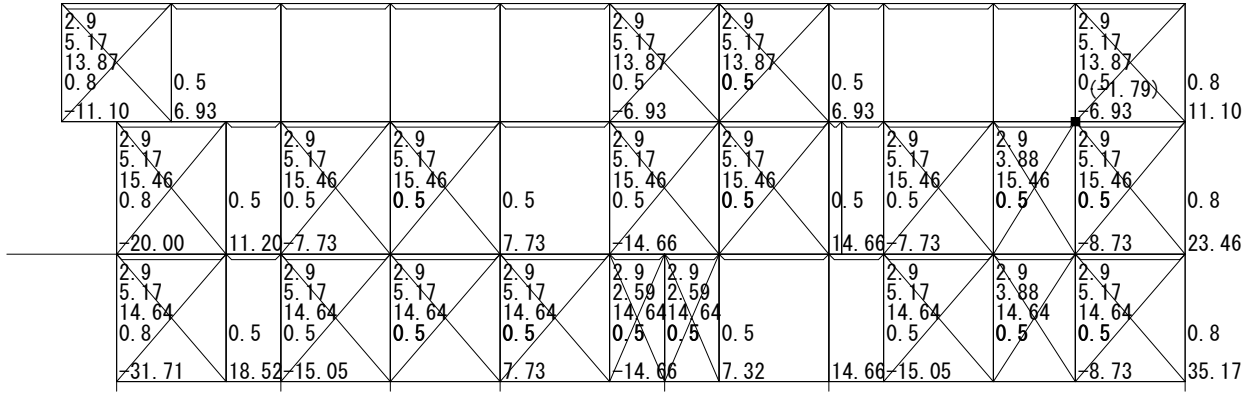 2.9 2.9 2.9 2.9
5.17 5.17 5.17 5.17
13.87 13.87 13.87 13.87
0.8 0.5 0.5 0.5 0.5 0.5 0.8
(-1.79)
-11.10 6.93 -6.93 6.93 -6.93 11.10
2.9 2.9 2.9 2.9 2.9 2.9 2.9 2.9
5.17 5.17 5.17 5.17 5.17 5.17 3.88 5.17
15.46 15.46 15.46 15.46 15.46 15.46 15.46 15.46
0.8 0.5 0.5 0.5 0.5 0.5 0.5 0.5 0.5 0.5 0.5 0.8
-20.00 11.20 -7.73 7.73 -14.66 14.66 -7.73 -8.73 23.46
2.9 2.9 2.9 2.9 2.9 2.9 2.9 2.9 2.9
5.17 5.17 5.17 5.17 2.59 2.59 5.17 3.88 5.17
14.64 14.64 14.64 14.64 14.64 14.64 14.64 14.64 14.64
0.8 0.5 0.5 0.5 0.5 0.5 0.5 0.5 0.5 0.5 0.5 0.8
-31.71 18.52 -15.05 7.73 -14.66 7.32 14.66 -15.05 -8.73 35.17